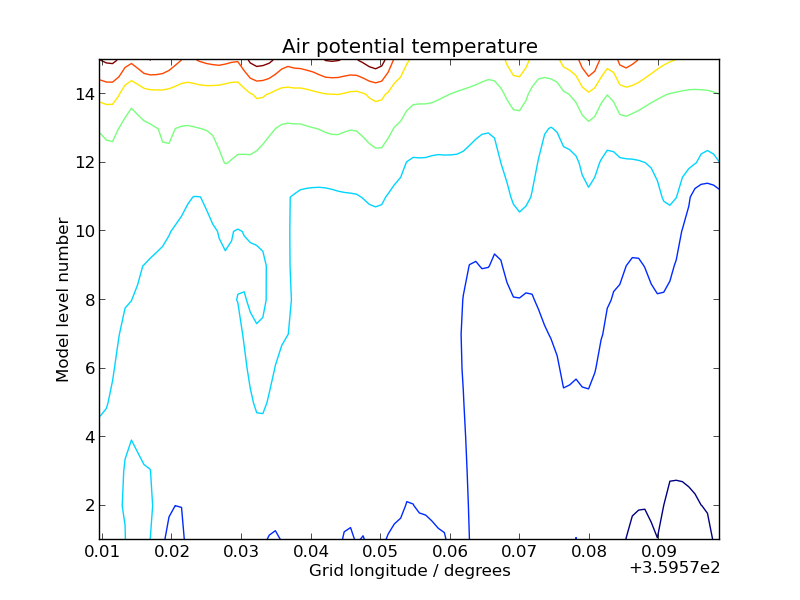 Air potential temperature
14
12
10
8
6
4
2
Model level number
0.01 0.02 0.03 0.04 0.05 0.06 0.07 0.08 0.09
+3.5957e2
Grid longitude / degrees